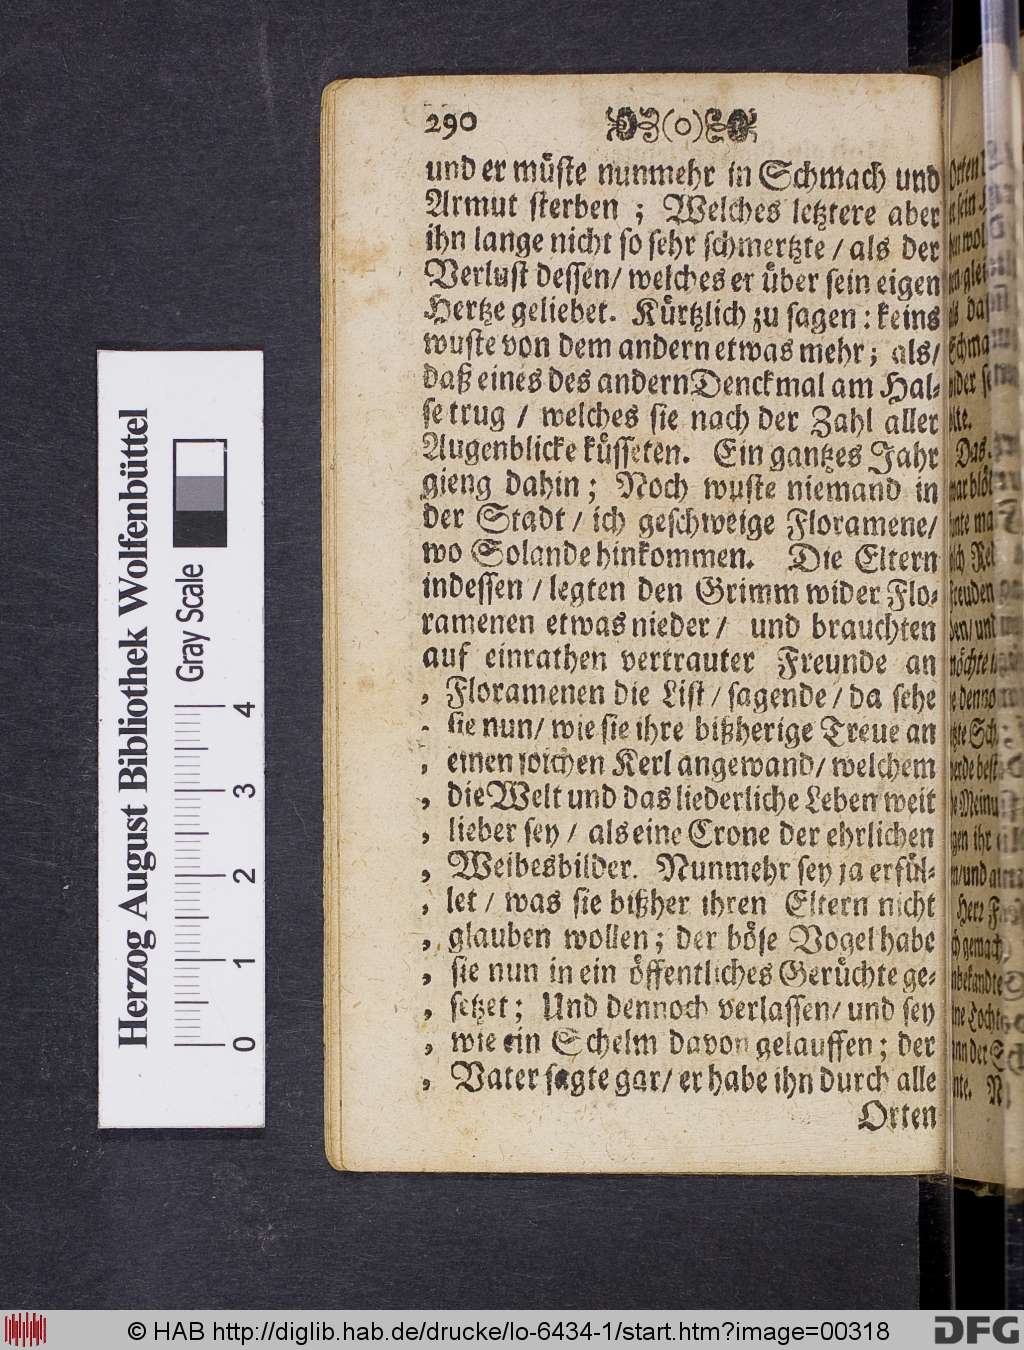 290 (o)
und er müste nunmehr in Schmach und
Armut sterben ; Welches letztere aber
ihn lange nicht so sehr schmertzte / als der
Verlust dessen / welches er über sein eigen
Hertze geliebet. Kürtzlich zu sagen : keins
wuste von dem andern etwas mehr ; als /
daß eines des andern Denckmal am Hal-
se trug / welches sie nach der Zahl aller
Augenblicke küsseten. Ein gantzes Jahr
gieng dahin ; Noch wuste niemand in
der Stadt / ich geschweige Floramene /
wo Solande hinkommen. Die Eltern
indessen / legten den Grimm wider Flo-
ramenen etwas nieder / und brauchten
auf einrathen vertrauter Freunde an
, Floramenen die List / sagende / da sehe
, sie nun / wie sie ihre bißherige Treue an
, einen solchen Kerl angewand / welchem
, die Welt und das liederliche Leben weit
, lieber sey / als eine Crone der ehrlichen
, Weibesbilder. Nunmehr sey ja erfül-
, let / was sie bißher ihren Eltern nicht
, glauben wollen ; der böse Vogel habe
, sie nun in ein öffentliches Gerüchte ge-
, setzet ; Und dennoch verlassen / und sey
, wie ein Schelm davon gelauffen ; der
, Vater sagte gar / er habe ihn durch alle
Orten
Herzog August Bibliothek Wolfenbüttel
Gray Scale
0 1 2 3 4
© HAB http://diglib.hab.de/drucke/lo-6434-1/start.htm?image=00318
DFG